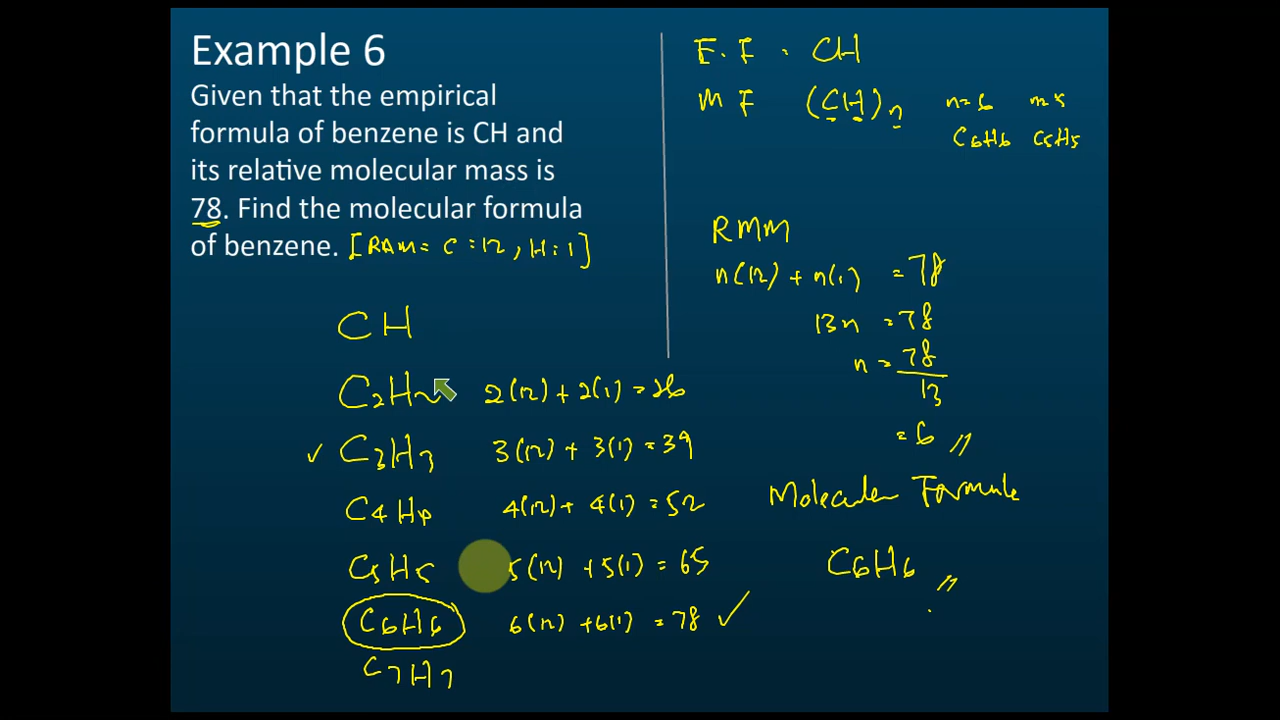 Example 6
Given that the empirical
formula of benzene is CH and
its relative molecular mass is
78. Find the molecular formula
of benzene. [RAM = C : 12, H : 1]
CH
C2H2
C3H3
C4H4
C5H5
C6H6
C7H7
2(12) + 2(1) = 26
3(12) + 3(1) = 39
4(12) + 4(1) = 52
5(12) + 5(1) = 65
6(12) + 6(1) = 78 ✓
E.F : CH
M F (CH)n
n=6
C6H6
C5H5
RMM
n(12) + n(1) = 78
13n = 78
n = 78
13
= 6 //
Molecular Formula
C6H6 //